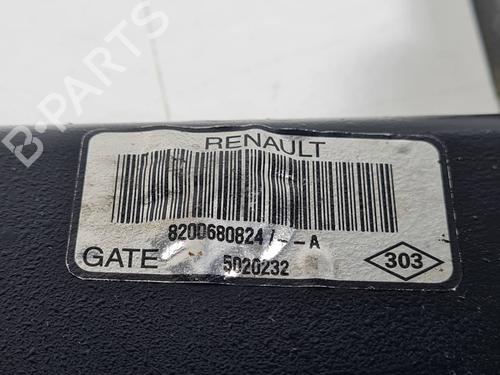 B-PARTS
RENAULT
8200680824/ --A
GATE 5020232 303